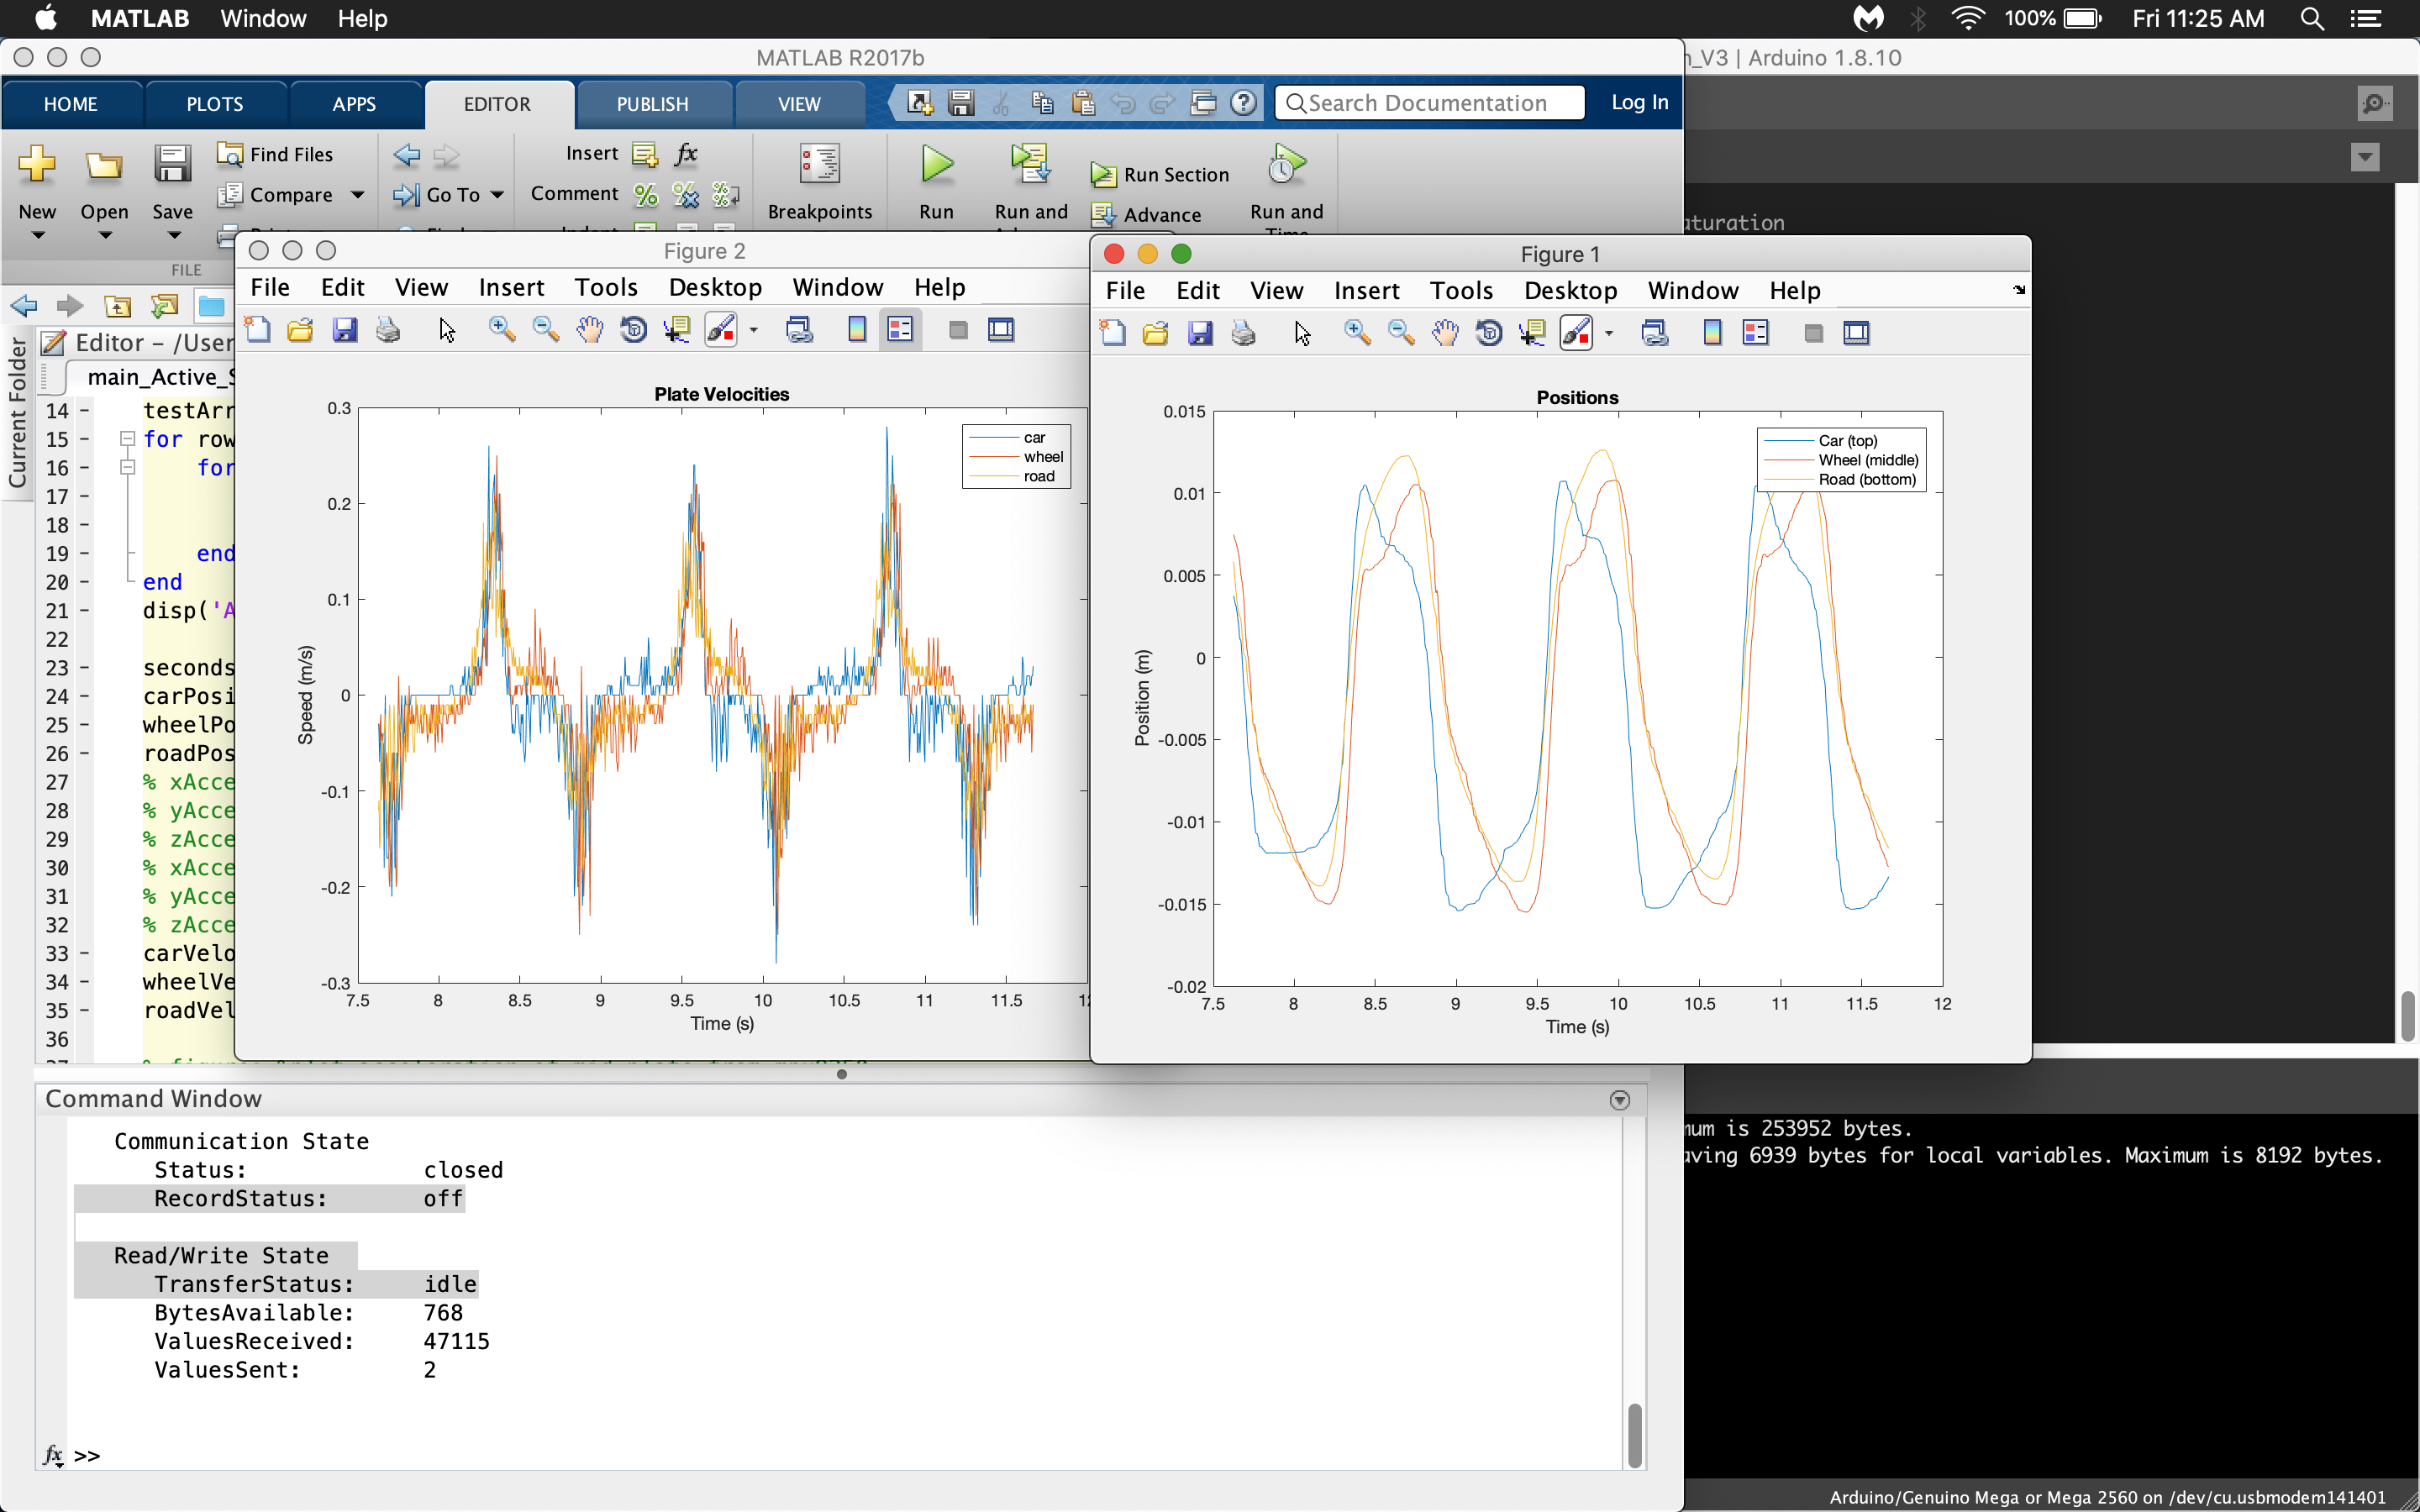 MATLAB Window Help
100% Fri 11:25 AM
MATLAB R2017b
n_V3 | Arduino 1.8.10
HOME PLOTS APPS EDITOR PUBLISH VIEW
Search Documentation
Log In
New Open Save
Find Files
Compare
Go To
Insert fx
Comment
Breakpoints
Run
Run and
Run Section
Advance
Run and
Time
FILE
aturation
Current Folder
Editor – /User
main_Active_S
14 – testArr
15 – for row
16 – for
17 –
18 –
19 – end
20 – end
21 – disp('A
22
23 – seconds
24 – carPosi
25 – wheelPo
26 – roadPos
27 % xAcce
28 % yAcce
29 % zAcce
30 % xAcce
31 % yAcce
32 % zAcce
33 – carVelo
34 – wheelVe
35 – roadVel
36
Figure 2
File Edit View Insert Tools Desktop Window Help
Plate Velocities
car
wheel
road
0.3
0.2
0.1
0
-0.1
-0.2
-0.3
Speed (m/s)
7.5 8 8.5 9 9.5 10 10.5 11 11.5
Time (s)
Figure 1
File Edit View Insert Tools Desktop Window Help
Positions
Car (top)
Wheel (middle)
Road (bottom)
0.015
0.01
0.005
0
-0.005
-0.01
-0.015
-0.02
Position (m)
7.5 8 8.5 9 9.5 10 10.5 11 11.5 12
Time (s)
Command Window
Communication State
Status: closed
RecordStatus: off
Read/Write State
TransferStatus: idle
BytesAvailable: 768
ValuesReceived: 47115
ValuesSent: 2
fx >>
mum is 253952 bytes.
aving 6939 bytes for local variables. Maximum is 8192 bytes.
Arduino/Genuino Mega or Mega 2560 on /dev/cu.usbmodem141401